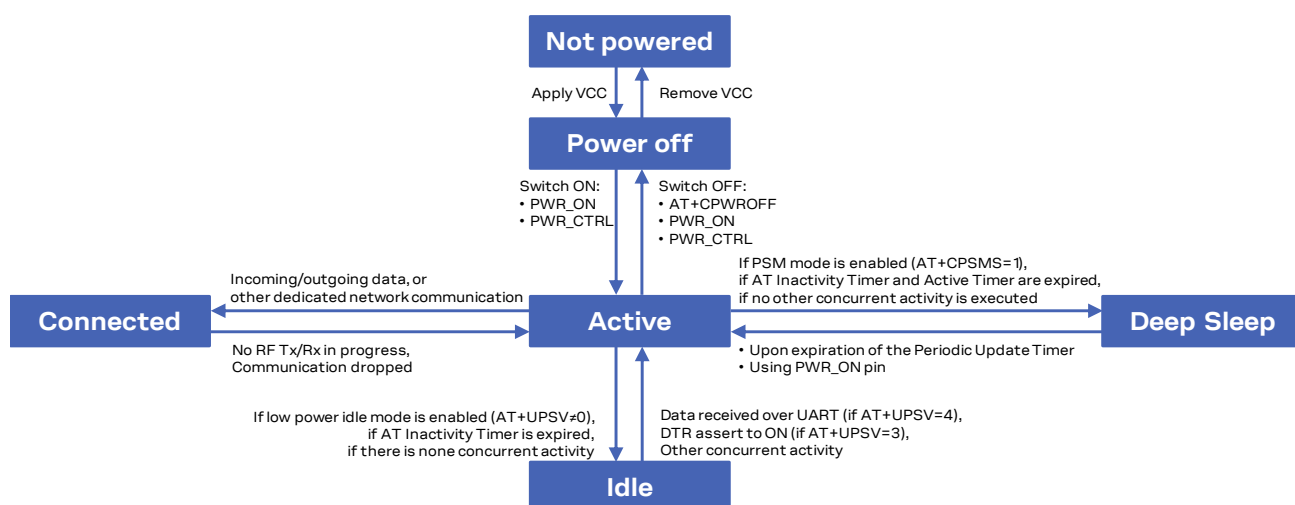 Not powered
Apply VCC
Remove VCC
Power off
Switch ON:
• PWR_ON
• PWR_CTRL
Switch OFF:
• AT+CPWROFF
• PWR_ON
• PWR_CTRL
Incoming/outgoing data, or
other dedicated network communication
If PSM mode is enabled (AT+CPSMS=1),
if AT Inactivity Timer and Active Timer are expired,
if no other concurrent activity is executed
Connected
Active
Deep Sleep
No RF Tx/Rx in progress,
Communication dropped
• Upon expiration of the Periodic Update Timer
• Using PWR_ON pin
If low power idle mode is enabled (AT+UPSV≠0),
if AT Inactivity Timer is expired,
if there is none concurrent activity
Data received over UART (if AT+UPSV=4),
DTR assert to ON (if AT+UPSV=3),
Other concurrent activity
Idle